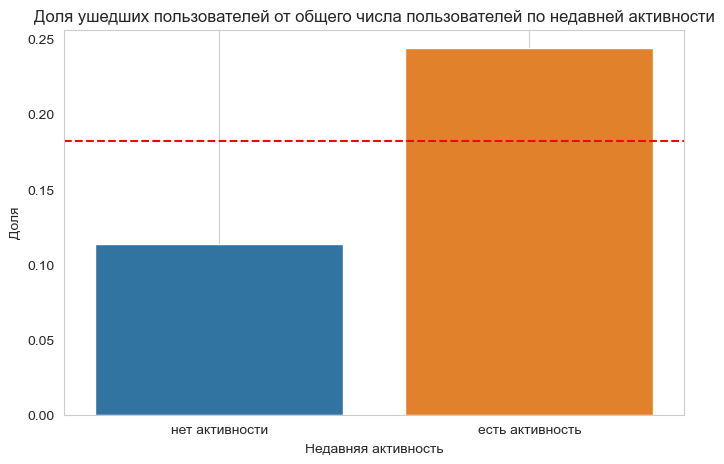 Доля ушедших пользователей от общего числа пользователей по недавней активности
0.25
0.20
0.15
0.10
0.05
0.00
Доля
нет активности
есть активность
Недавняя активность